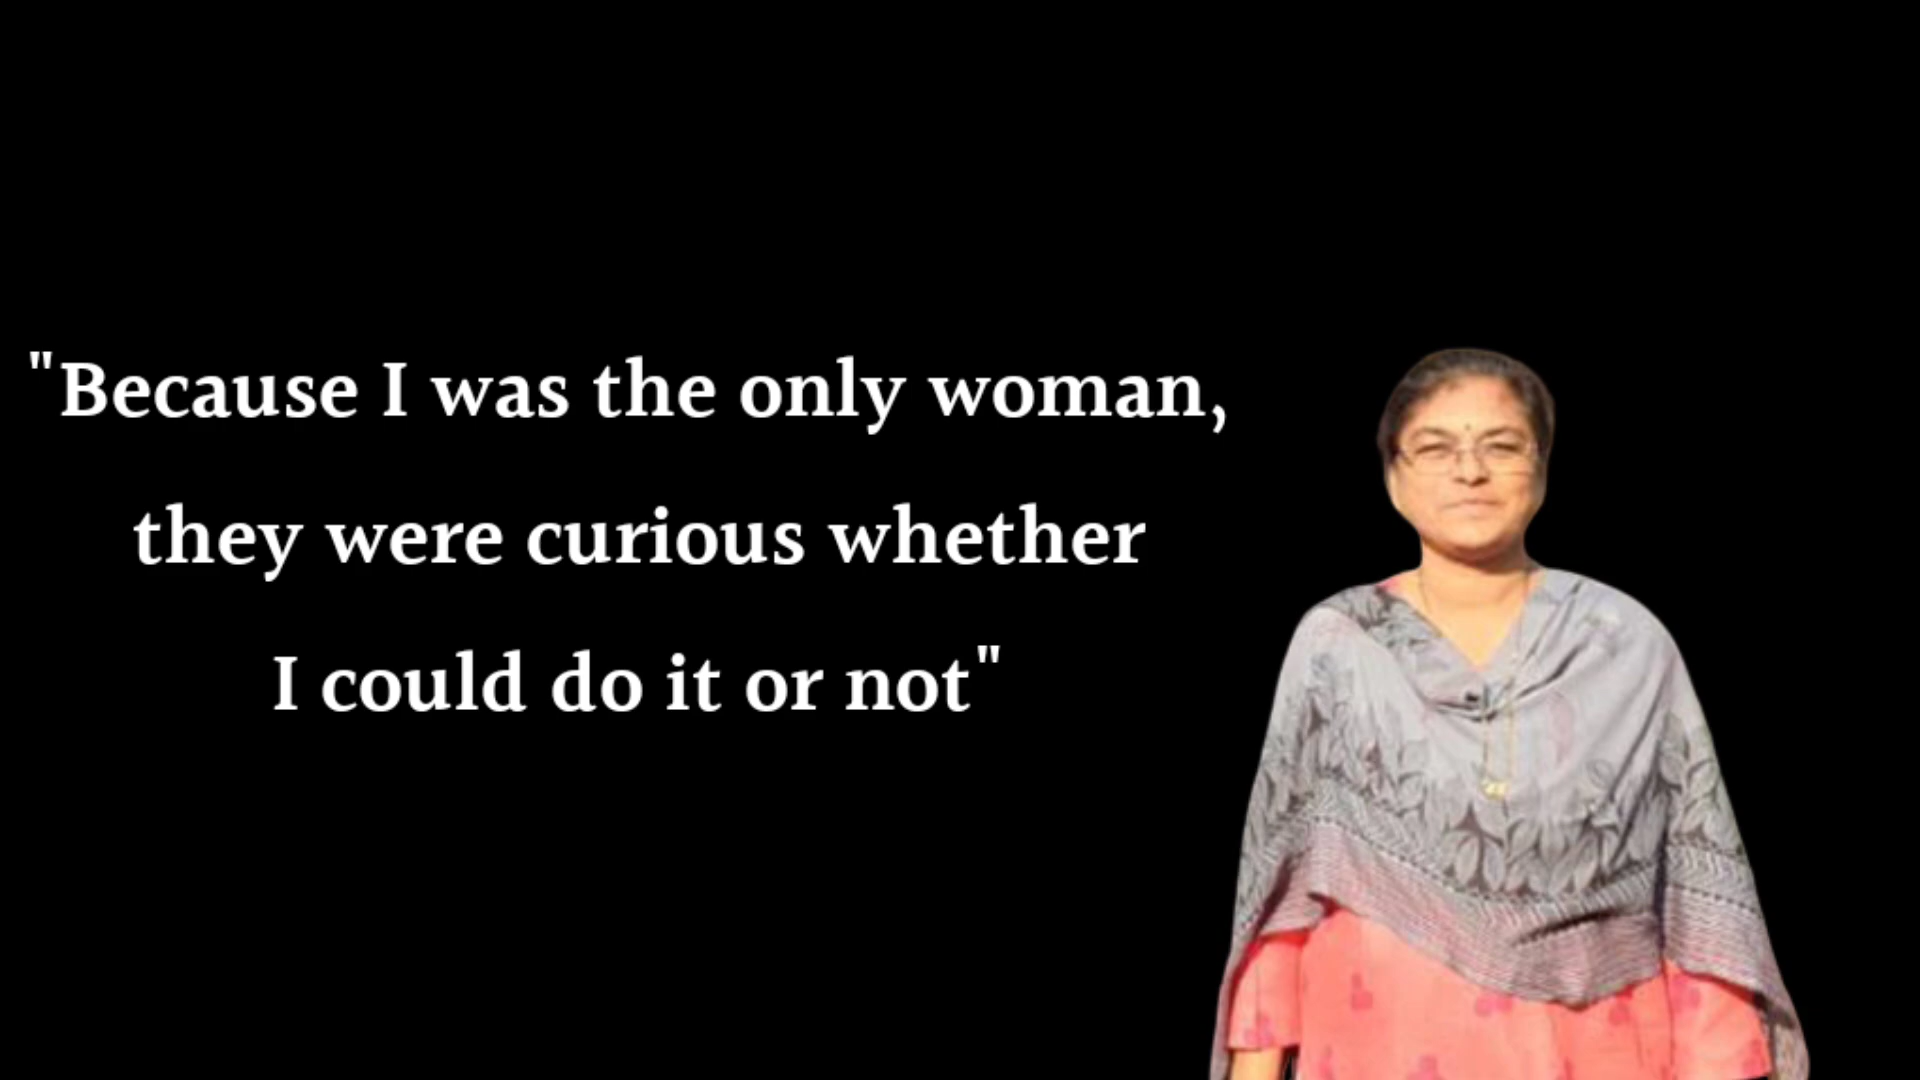 "Because I was the only woman,
they were curious whether
I could do it or not"